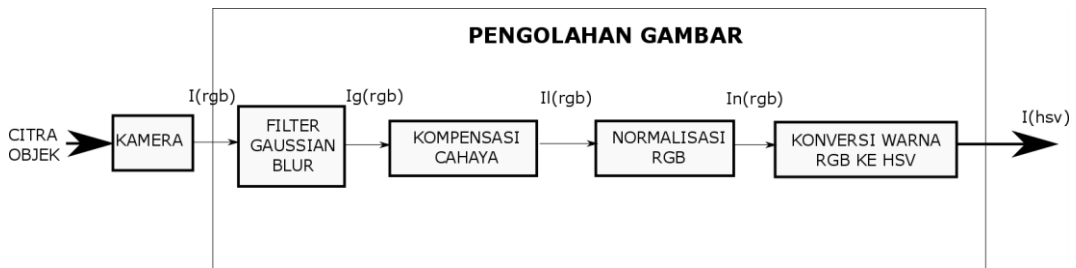 PENGOLAHAN GAMBAR
CITRA
OBJEK
KAMERA
I(rgb)
FILTER
GAUSSIAN
BLUR
Ig(rgb)
KOMPENSASI
CAHAYA
Il(rgb)
NORMALISASI
RGB
In(rgb)
KONVERSI WARNA
RGB KE HSV
I(hsv)